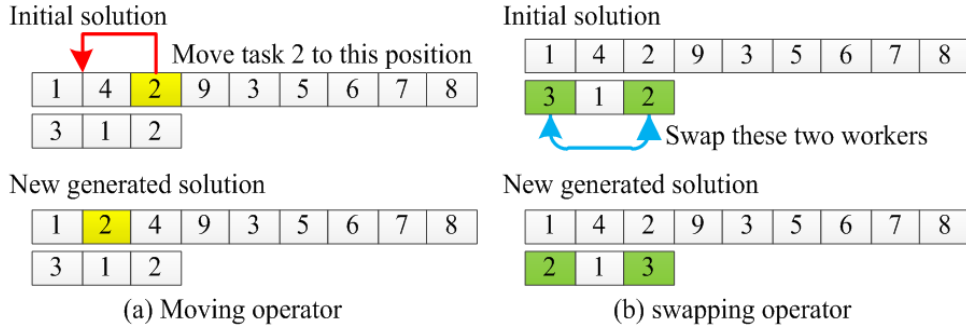 Initial solution
Move task 2 to this position
1 4 2 9 3 5 6 7 8
3 1 2
New generated solution
1 2 4 9 3 5 6 7 8
3 1 2
(a) Moving operator
Initial solution
1 4 2 9 3 5 6 7 8
3 1 2
Swap these two workers
New generated solution
1 4 2 9 3 5 6 7 8
2 1 3
(b) swapping operator